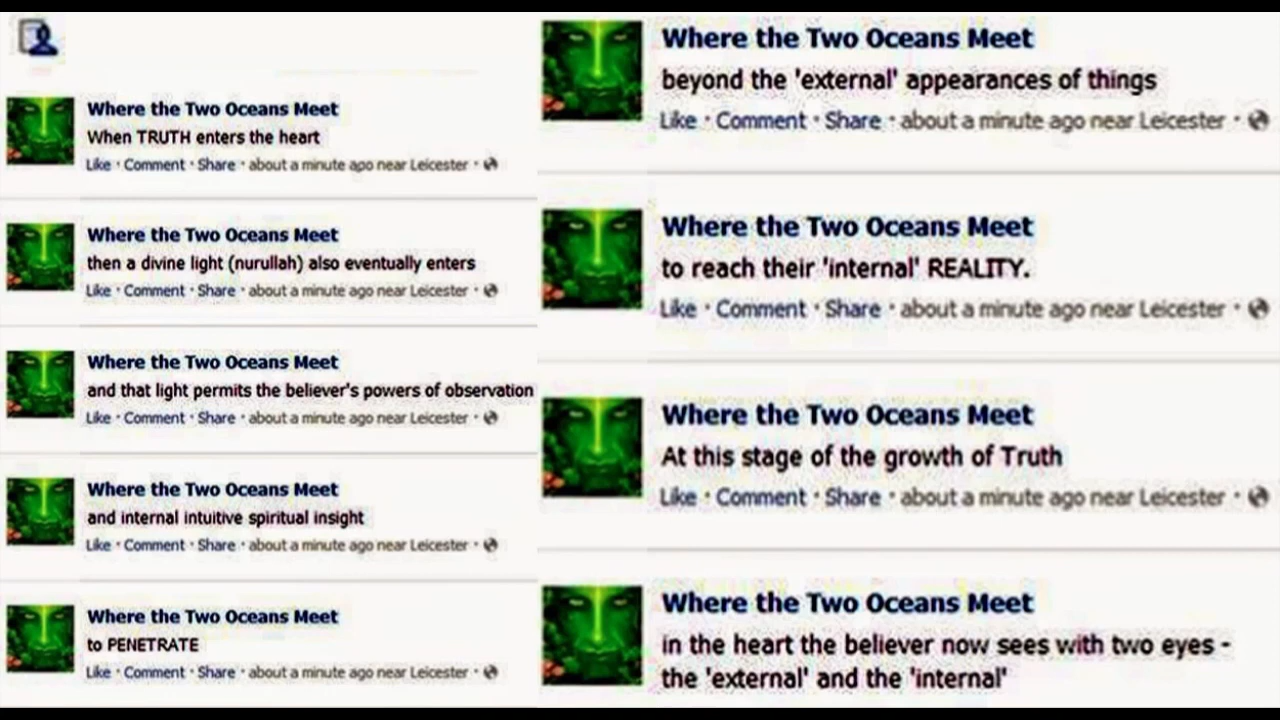 Where the Two Oceans Meet
When TRUTH enters the heart
Like · Comment · Share · about a minute ago near Leicester ·
Where the Two Oceans Meet
then a divine light (nurullah) also eventually enters
Like · Comment · Share · about a minute ago near Leicester ·
Where the Two Oceans Meet
and that light permits the believer's powers of observation
Like · Comment · Share · about a minute ago near Leicester ·
Where the Two Oceans Meet
and internal intuitive spiritual insight
Like · Comment · Share · about a minute ago near Leicester ·
Where the Two Oceans Meet
to PENETRATE
Like · Comment · Share · about a minute ago near Leicester ·
Where the Two Oceans Meet
beyond the 'external' appearances of things
Like · Comment · Share · about a minute ago near Leicester ·
Where the Two Oceans Meet
to reach their 'internal' REALITY.
Like · Comment · Share · about a minute ago near Leicester ·
Where the Two Oceans Meet
At this stage of the growth of Truth
Like · Comment · Share · about a minute ago near Leicester ·
Where the Two Oceans Meet
in the heart the believer now sees with two eyes -
the 'external' and the 'internal'